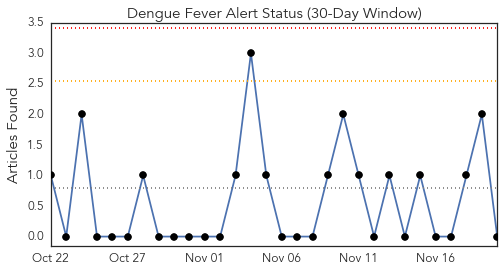 Dengue Fever Alert Status (30-Day Window)
Articles Found
3.5
3.0
2.5
2.0
1.5
1.0
0.5
0.0
Oct 22 Oct 27 Nov 01 Nov 06 Nov 11 Nov 16